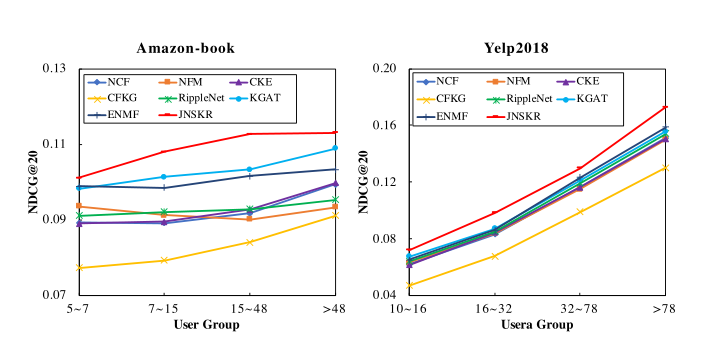 Amazon-book
0.13
0.11
0.09
0.07
NDCG@20
NCF NFM CKE
CFKG RippleNet KGAT
ENMF JNSKR
5~7 7~15 15~48 >48
User Group
Yelp2018
0.20
0.16
0.12
0.08
0.04
NDCG@20
NCF NFM CKE
CFKG RippleNet KGAT
ENMF JNSKR
10~16 16~32 32~78 >78
Usera Group